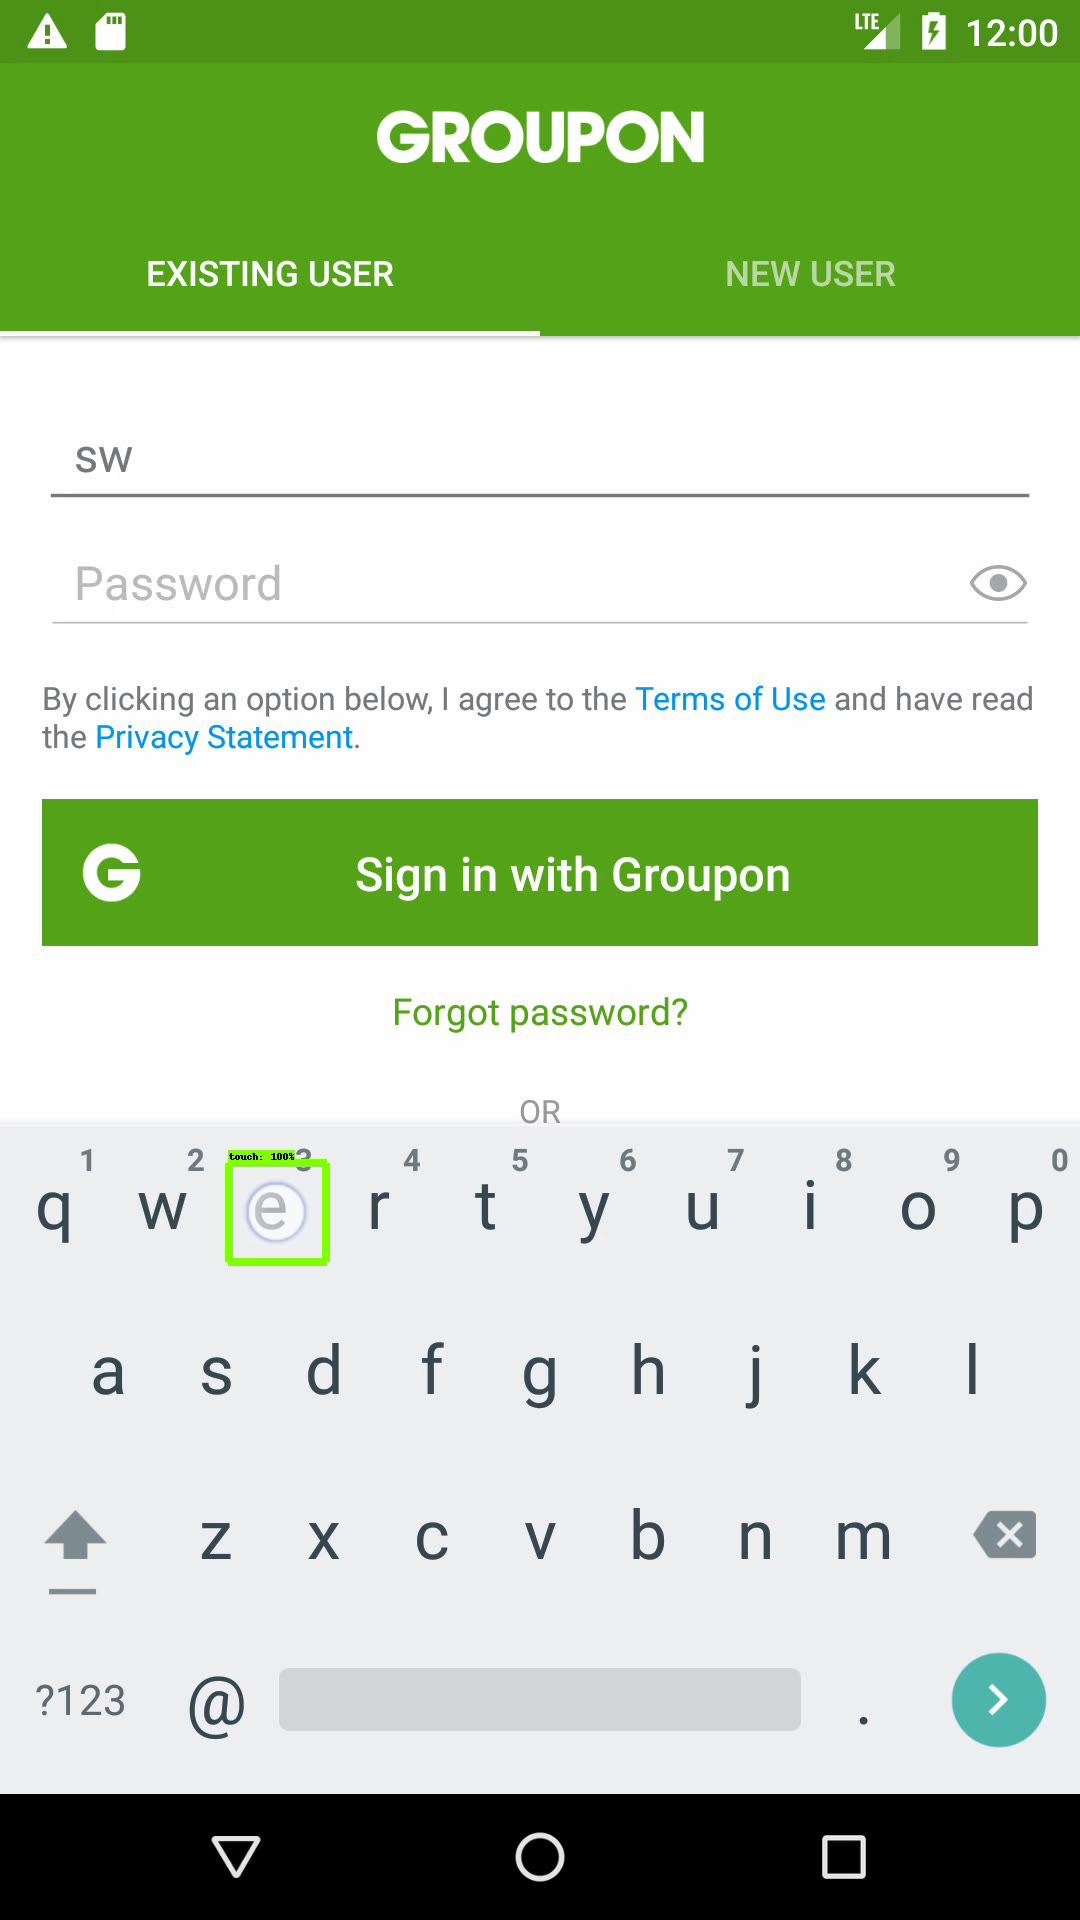 LTE 12:00
GROUPON
EXISTING USER NEW USER
sw
Password
By clicking an option below, I agree to the Terms of Use and have read
the Privacy Statement.
G Sign in with Groupon
Forgot password?
OR
1 2 3 4 5 6 7 8 9 0
touch: 100%
q w e r t y u i o p
a s d f g h j k l
z x c v b n m
?123 @ .